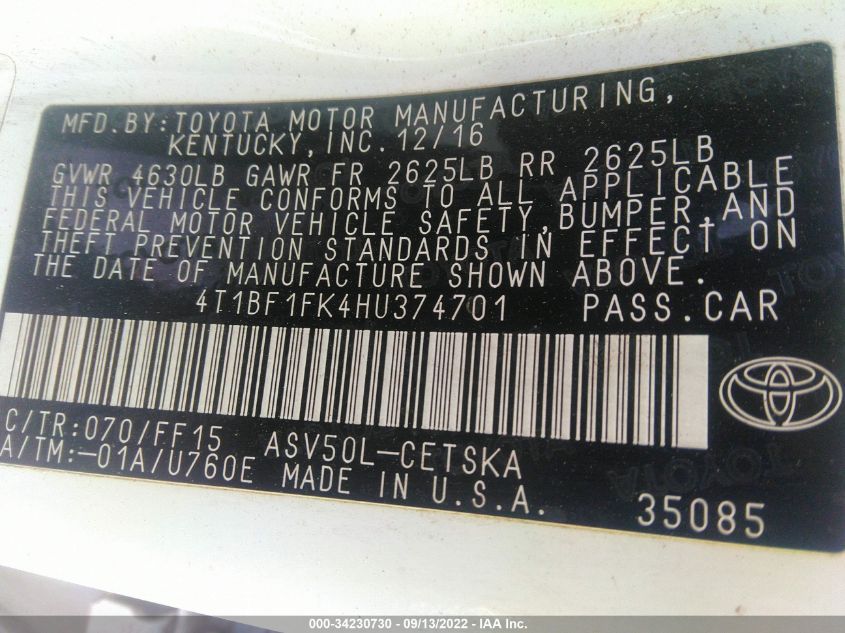 MFD.BY:TOYOTA MOTOR MANUFACTURING,
KENTUCKY,INC.12/16
GVWR 4630LB GAWR FR 2625LB RR 2625LB
THIS VEHICLE CONFORMS TO ALL APPLICABLE
FEDERAL MOTOR VEHICLE SAFETY,BUMPER,AND
THEFT PREVENTION STANDARDS IN EFFECT ON
THE DATE OF MANUFACTURE SHOWN ABOVE.
4T1BF1FK4HU374701 PASS.CAR
C/TR:070/FF15 ASV50L-CETSKA
A/TM:-01A/U760E MADE IN U.S.A. 35085
000-34230730 - 09/13/2022 - IAA Inc.